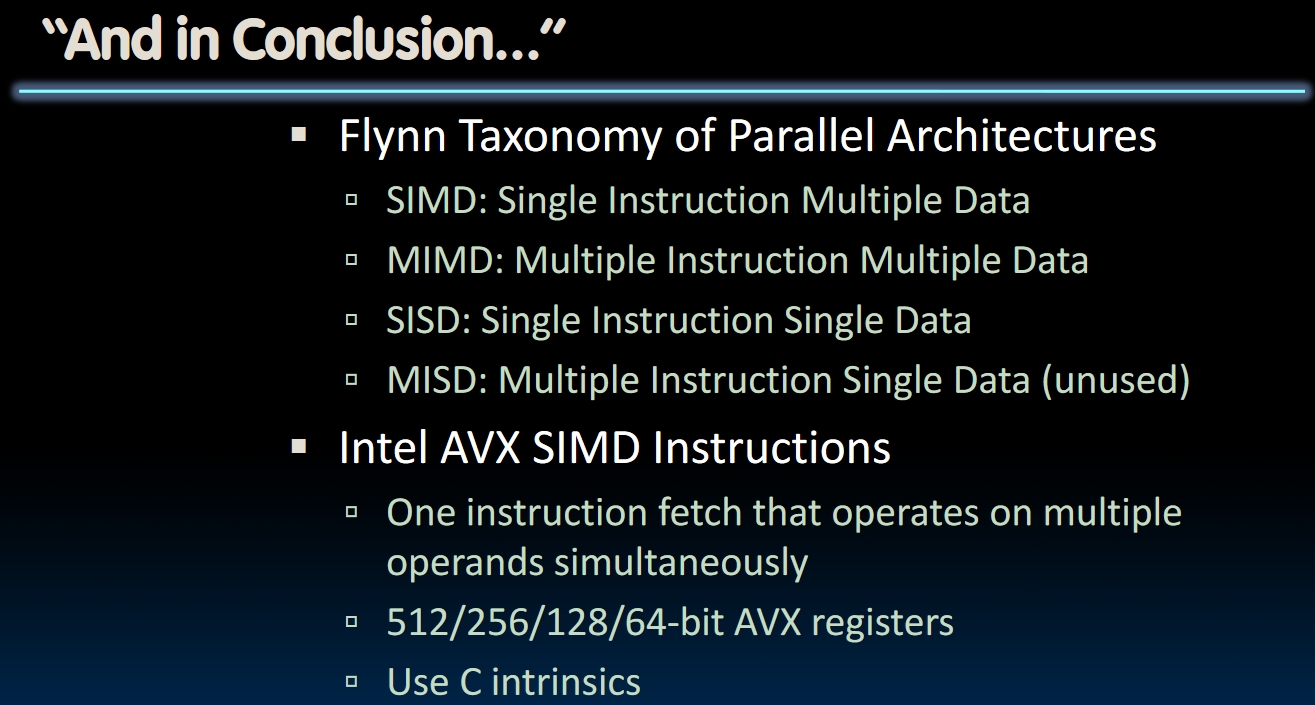 “And in Conclusion…”
Flynn Taxonomy of Parallel Architectures
SIMD: Single Instruction Multiple Data
MIMD: Multiple Instruction Multiple Data
SISD: Single Instruction Single Data
MISD: Multiple Instruction Single Data (unused)
Intel AVX SIMD Instructions
One instruction fetch that operates on multiple
operands simultaneously
512/256/128/64-bit AVX registers
Use C intrinsics